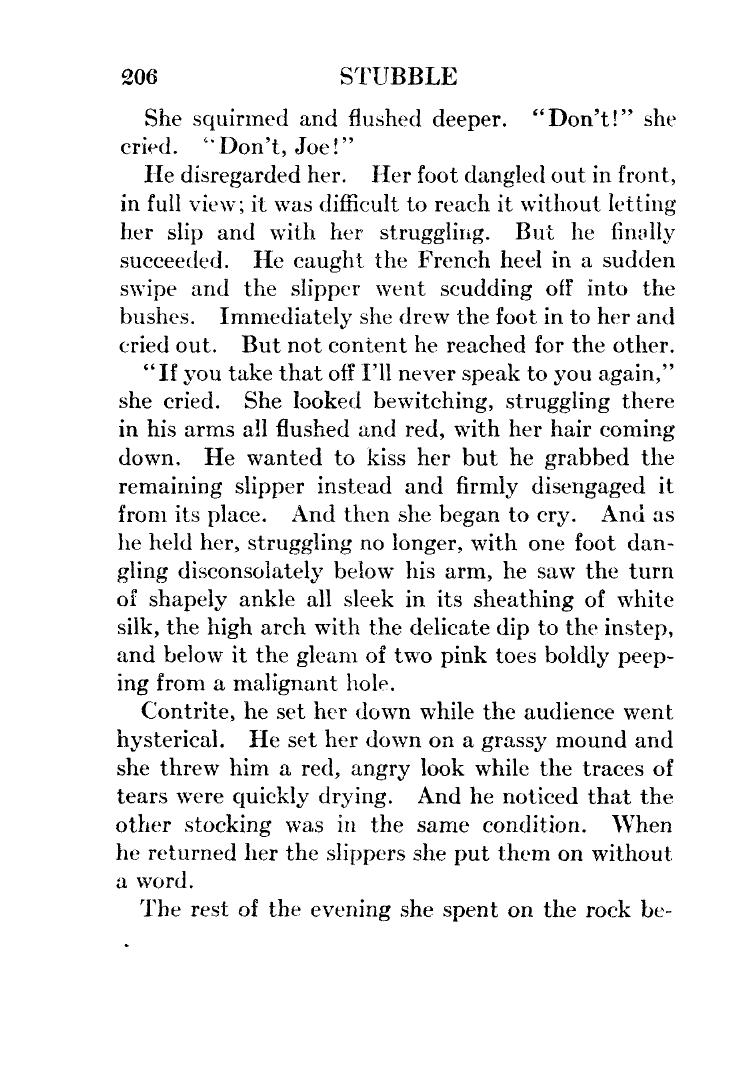 206 STUBBLE
She squirmed and flushed deeper. “Don't!” she
cried. “Don't, Joe!”
He disregarded her. Her foot dangled out in front,
in full view; it was difficult to reach it without letting
her slip and with her struggling. But he finally
succeeded. He caught the French heel in a sudden
swipe and the slipper went scudding off into the
bushes. Immediately she drew the foot in to her and
cried out. But not content he reached for the other.
“If you take that off I'll never speak to you again,”
she cried. She looked bewitching, struggling there
in his arms all flushed and red, with her hair coming
down. He wanted to kiss her but he grabbed the
remaining slipper instead and firmly disengaged it
from its place. And then she began to cry. And as
he held her, struggling no longer, with one foot dan-
gling disconsolately below his arm, he saw the turn
of shapely ankle all sleek in its sheathing of white
silk, the high arch with the delicate dip to the instep,
and below it the gleam of two pink toes boldly peep-
ing from a malignant hole.
Contrite, he set her down while the audience went
hysterical. He set her down on a grassy mound and
she threw him a red, angry look while the traces of
tears were quickly drying. And he noticed that the
other stocking was in the same condition. When
he returned her the slippers she put them on without
a word.
The rest of the evening she spent on the rock be-